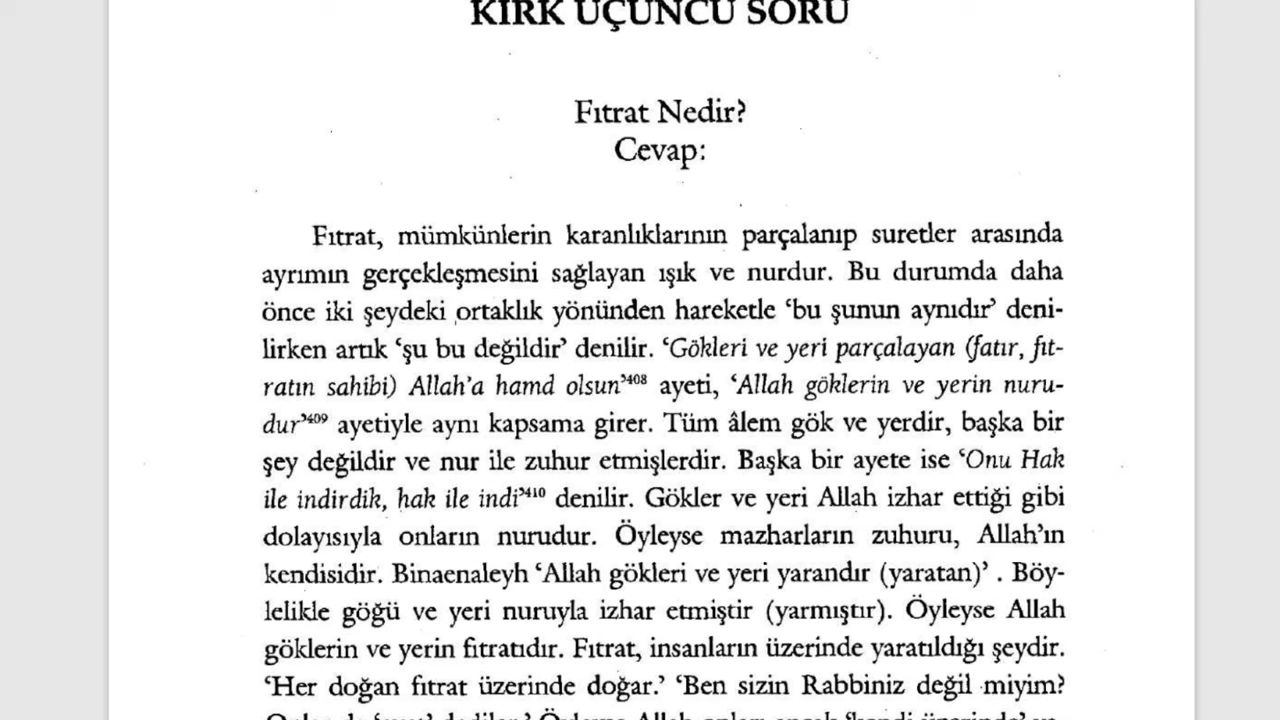 KIRK ÜÇÜNCÜ SORU
Fıtrat Nedir?
Cevap:
Fıtrat, mümkünlerin karanlıklarının parçalanıp suretler arasında
ayrımın gerçekleşmesini sağlayan ışık ve nurdur. Bu durumda daha
önce iki şeydeki ortaklık yönünden hareketle ‘bu şunun aynıdır’ deni-
lirken artık ‘şu bu değildir’ denilir. ‘Gökleri ve yeri parçalayan (fatır, fıt-
ratın sahibi) Allah’a hamd olsun’⁴⁰⁸ ayeti, ‘Allah göklerin ve yerin nuru-
dur’⁴⁰⁹ ayetiyle aynı kapsama girer. Tüm âlem gök ve yerdir, başka bir
şey değildir ve nur ile zuhur etmişlerdir. Başka bir ayete ise ‘Onu Hak
ile indirdik, hak ile indi’⁴¹⁰ denilir. Gökler ve yeri Allah izhar ettiği gibi
dolayısıyla onların nurudur. Öyleyse mazharların zuhuru, Allah’ın
kendisidir. Binaenaleyh ‘Allah gökleri ve yeri yarandır (yaratan)’ . Böy-
lelikle göğü ve yeri nuruyla izhar etmiştir (yarmıştır). Öyleyse Allah
göklerin ve yerin fıtratıdır. Fıtrat, insanların üzerinde yaratıldığı şeydir.
‘Her doğan fıtrat üzerinde doğar.’ ‘Ben sizin Rabbiniz değil miyim?